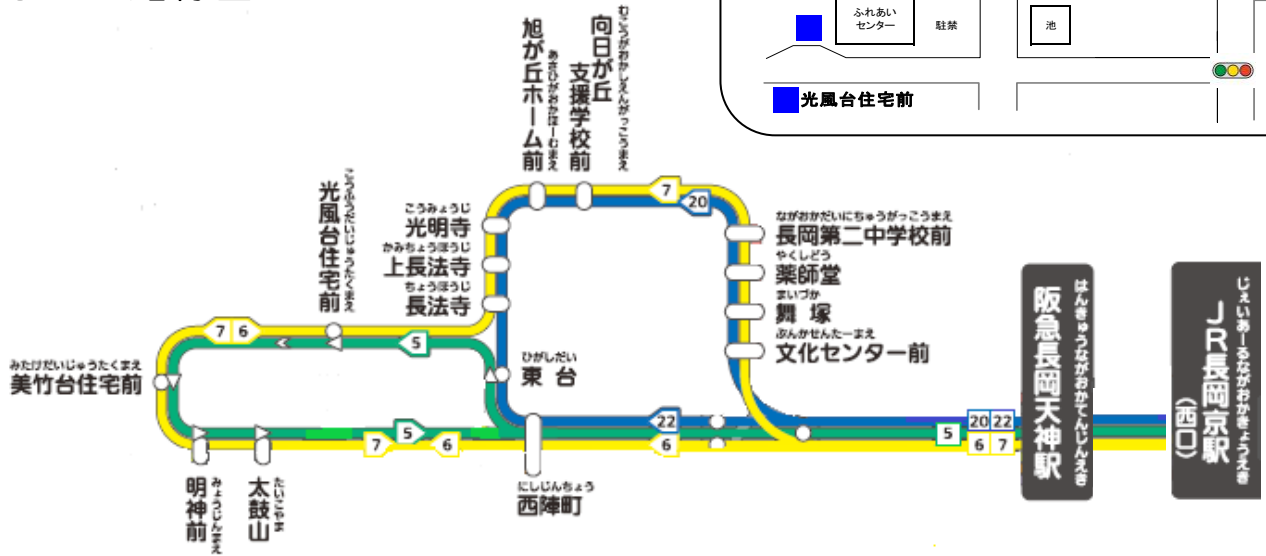 ふれあい
センター
駐禁
池
光風台住宅前
むこうがおかしえんがっこうまえ
向日が丘
支援学校前
あさひがおかほーむまえ
旭が丘ホーム前
7
20
こうふうだいじゅうたくまえ
光風台住宅前
こうみょうじ
光明寺
かみちょうほうじ
上長法寺
ちょうほうじ
長法寺
ながおかだいにちゅうがっこうまえ
長岡第二中学校前
やくしどう
薬師堂
まいづか
舞塚
ぶんかせんたーまえ
文化センター前
じぇいあーるながおかきょうえき
JR長岡京駅
(西口)
はんきゅうながおかてんじんえき
阪急長岡天神駅
7 6
5
みたけだいじゅうたくまえ
美竹台住宅前
ひがしだい
東台
22
20 22
5
7
5
6
6
6 7
にしじんちょう
西陣町
たいこやま
太鼓山
みょうじんまえ
明神前